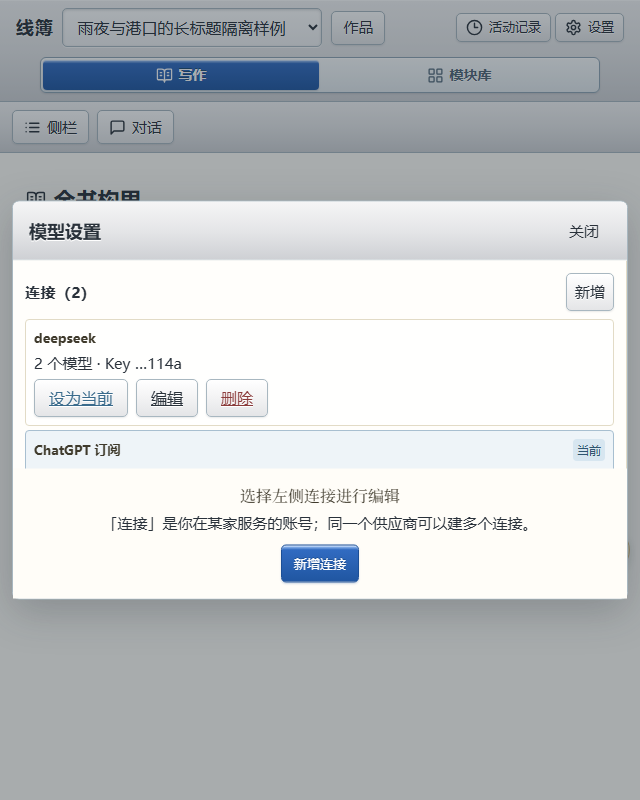 线簿
雨夜与港口的长标题隔离样例
作品
活动记录
设置
写作
模块库
侧栏
对话
全书构思
模型设置
关闭
连接（2）
新增
deepseek
2 个模型 · Key …114a
设为当前
编辑
删除
ChatGPT 订阅
当前
选择左侧连接进行编辑
「连接」是你在某家服务的账号；同一个供应商可以建多个连接。
新增连接